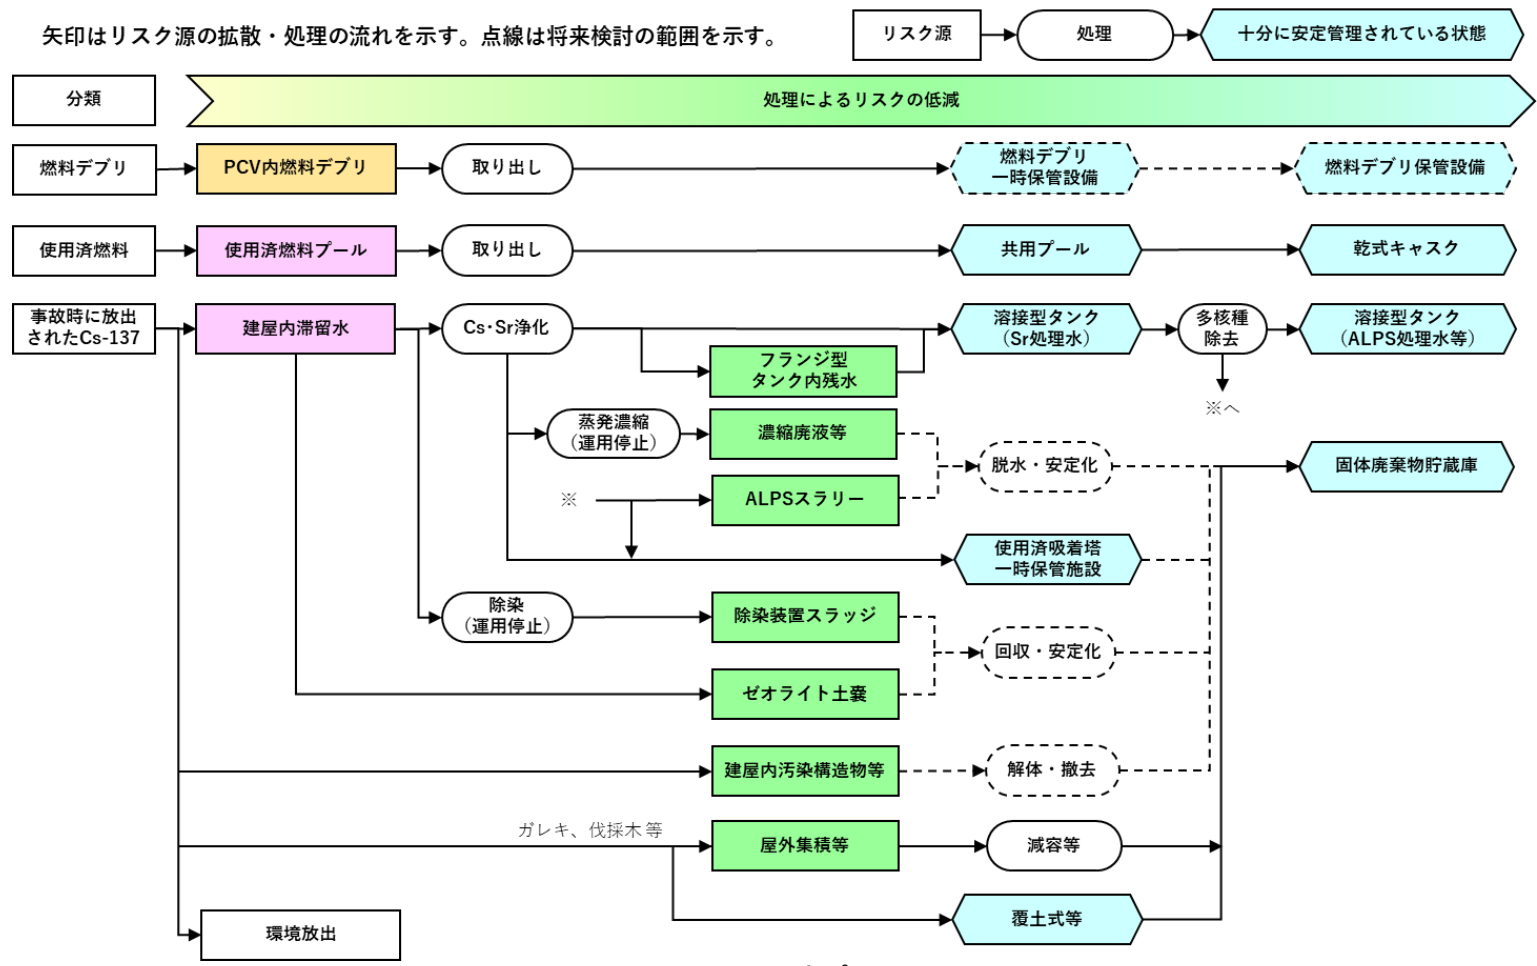 矢印はリスク源の拡散・処理の流れを示す。点線は将来検討の範囲を示す。
リスク源
処理
十分に安定管理されている状態
分類
処理によるリスクの低減
燃料デブリ
PCV内燃料デブリ
取り出し
燃料デブリ
一時保管設備
燃料デブリ保管設備
使用済燃料
使用済燃料プール
取り出し
共用プール
乾式キャスク
事故時に放出
されたCs-137
建屋内滞留水
Cs･Sr浄化
溶接型タンク
（Sr処理水）
多核種
除去
溶接型タンク
（ALPS処理水等）
フランジ型
タンク内残水
※へ
蒸発濃縮
（運用停止）
濃縮廃液等
脱水・安定化
固体廃棄物貯蔵庫
※
ALPSスラリー
使用済吸着塔
一時保管施設
除染
（運用停止）
除染装置スラッジ
回収・安定化
ゼオライト土嚢
建屋内汚染構造物等
解体・撤去
ガレキ、伐採木 等
屋外集積等
減容等
覆土式等
環境放出